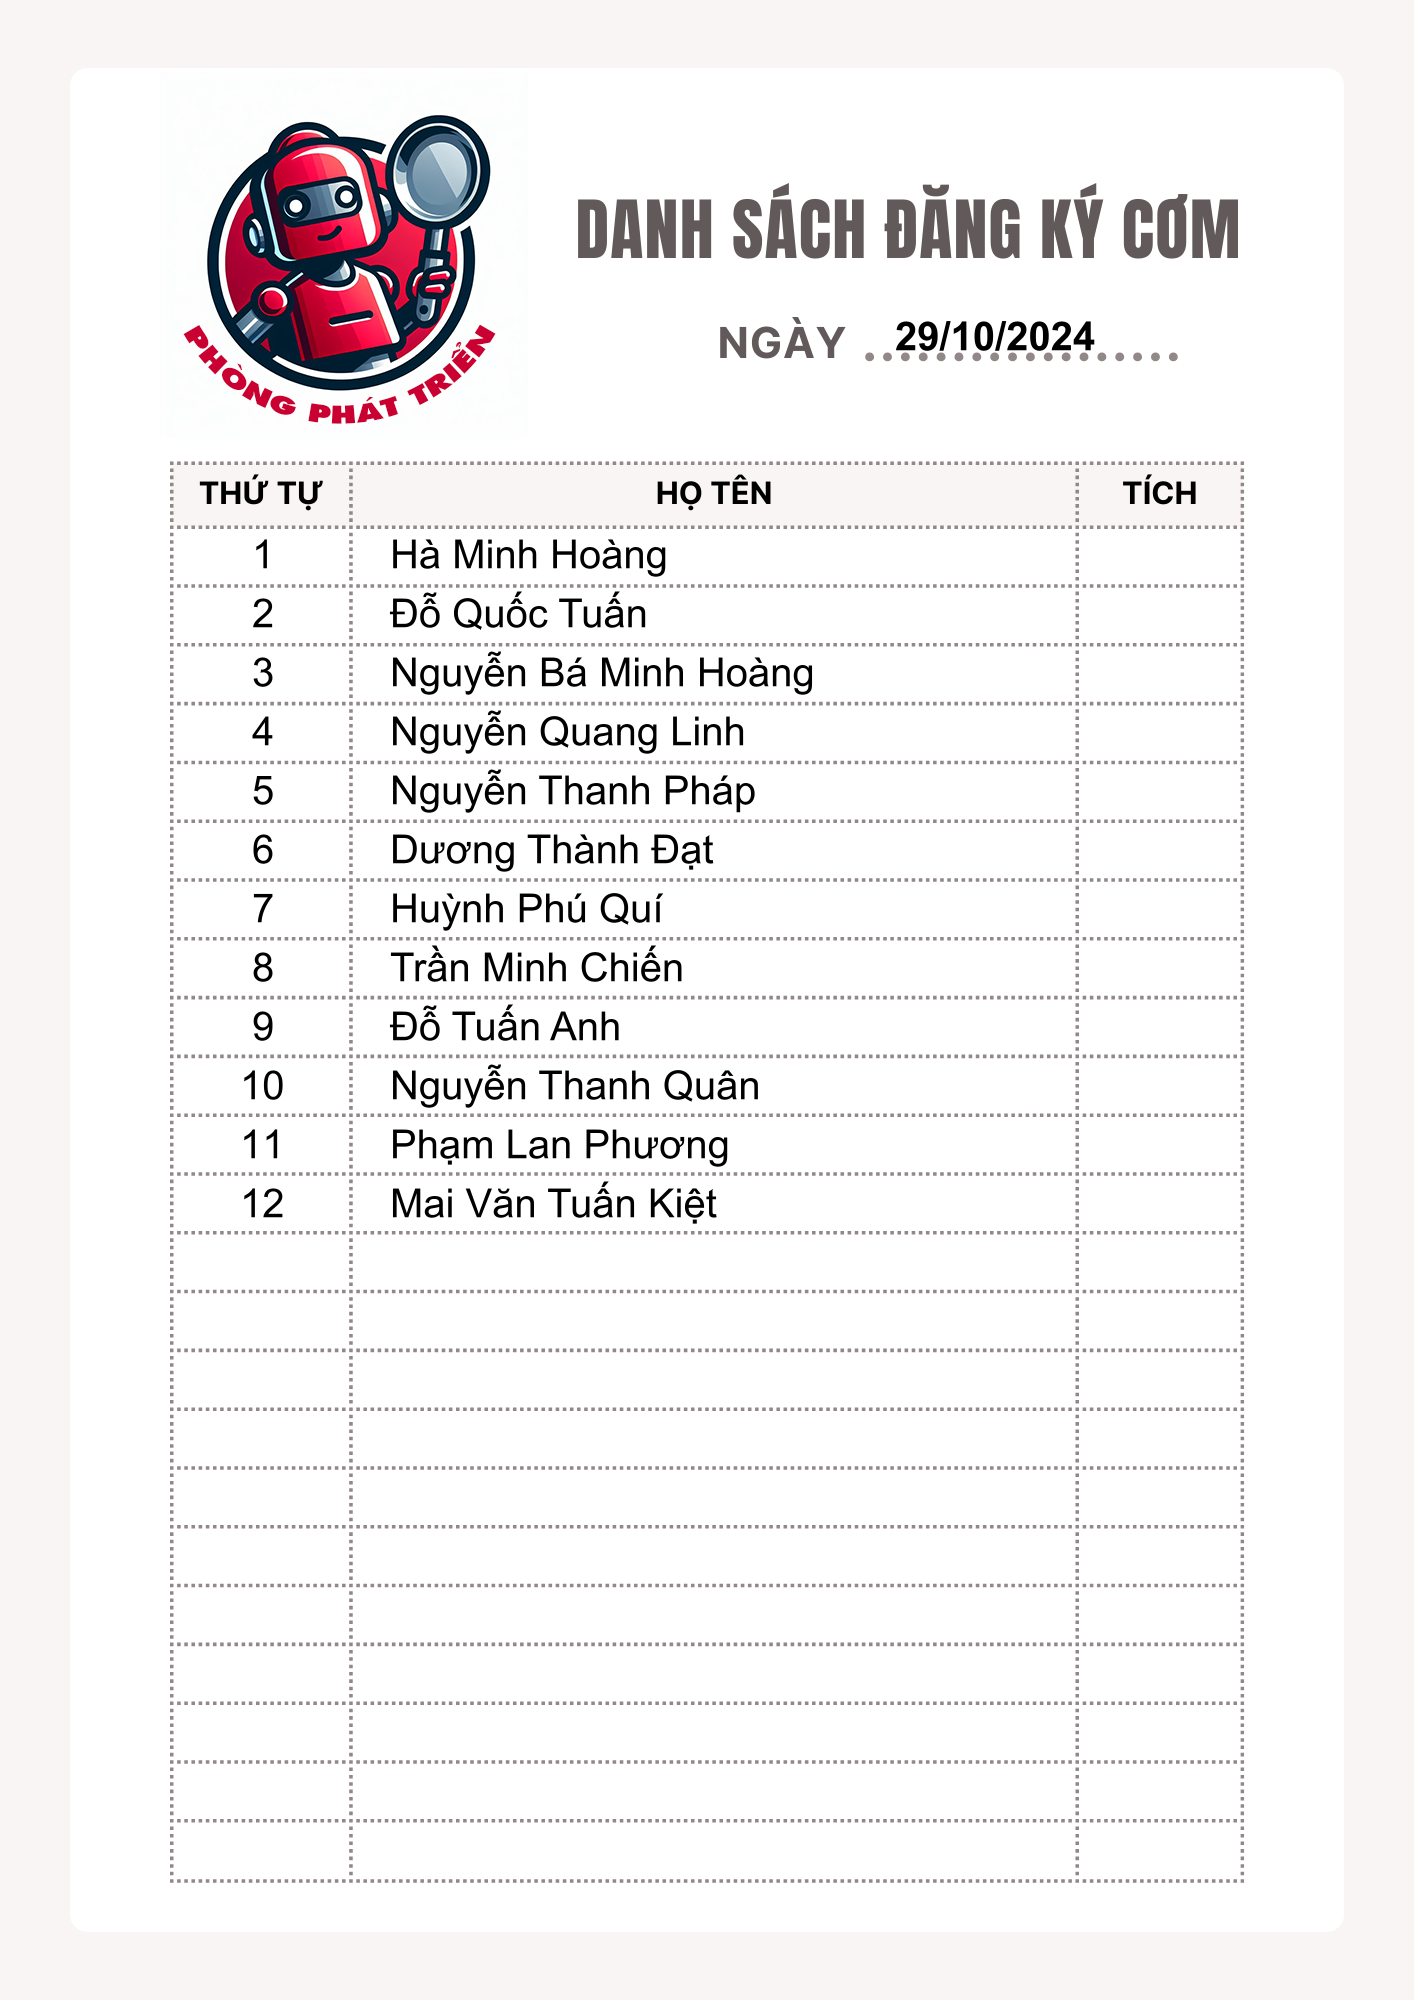 PHÒNG PHÁT TRIỂN
DANH SÁCH ĐĂNG KÝ CƠM
NGÀY 29/10/2024
THỨ TỰ HỌ TÊN TÍCH
1 Hà Minh Hoàng
2 Đỗ Quốc Tuấn
3 Nguyễn Bá Minh Hoàng
4 Nguyễn Quang Linh
5 Nguyễn Thanh Pháp
6 Dương Thành Đạt
7 Huỳnh Phú Quí
8 Trần Minh Chiến
9 Đỗ Tuấn Anh
10 Nguyễn Thanh Quân
11 Phạm Lan Phương
12 Mai Văn Tuấn Kiệt